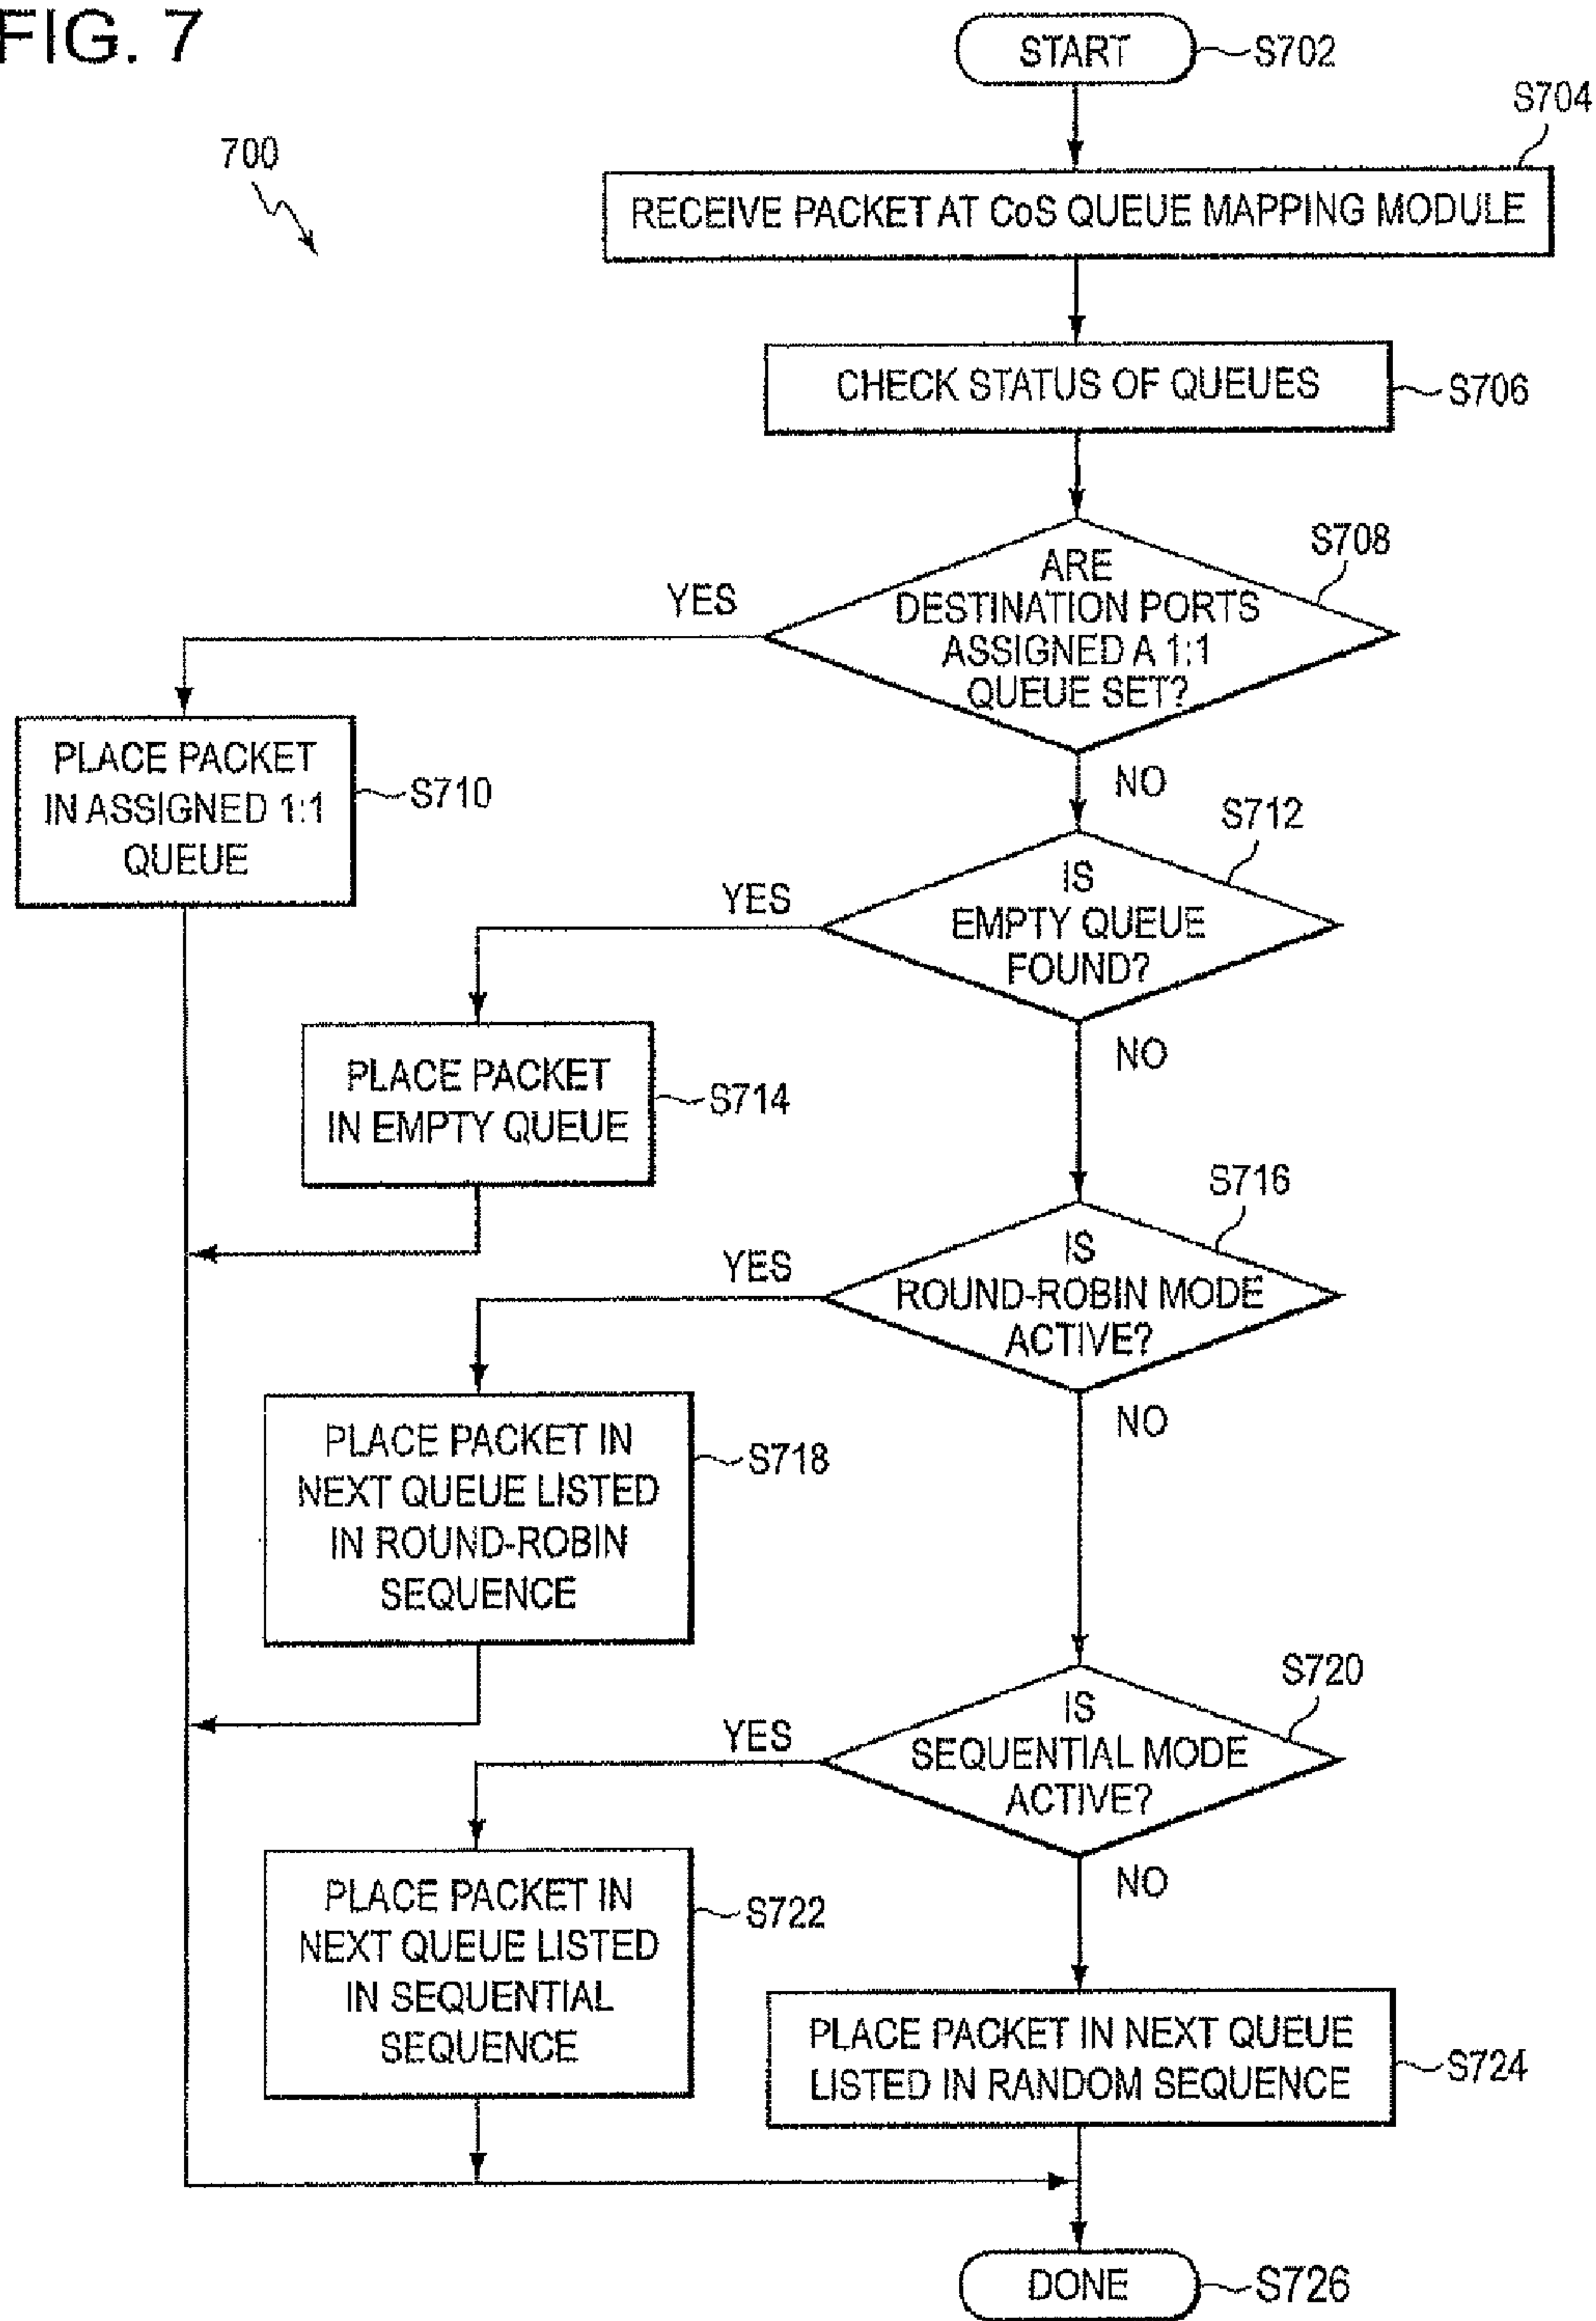 FIG. 7
700
START
S702
S704
RECEIVE PACKET AT CoS QUEUE MAPPING MODULE
CHECK STATUS OF QUEUES
S706
S708
ARE
DESTINATION PORTS
ASSIGNED A 1:1
QUEUE SET?
YES
NO
PLACE PACKET
IN ASSIGNED 1:1
QUEUE
S710
S712
IS
EMPTY QUEUE
FOUND?
YES
NO
PLACE PACKET
IN EMPTY QUEUE
S714
S716
IS
ROUND-ROBIN MODE
ACTIVE?
YES
NO
PLACE PACKET IN
NEXT QUEUE LISTED
IN ROUND-ROBIN
SEQUENCE
S718
S720
IS
SEQUENTIAL MODE
ACTIVE?
YES
NO
PLACE PACKET IN
NEXT QUEUE LISTED
IN SEQUENTIAL
SEQUENCE
S722
PLACE PACKET IN NEXT QUEUE
LISTED IN RANDOM SEQUENCE
S724
DONE
S726